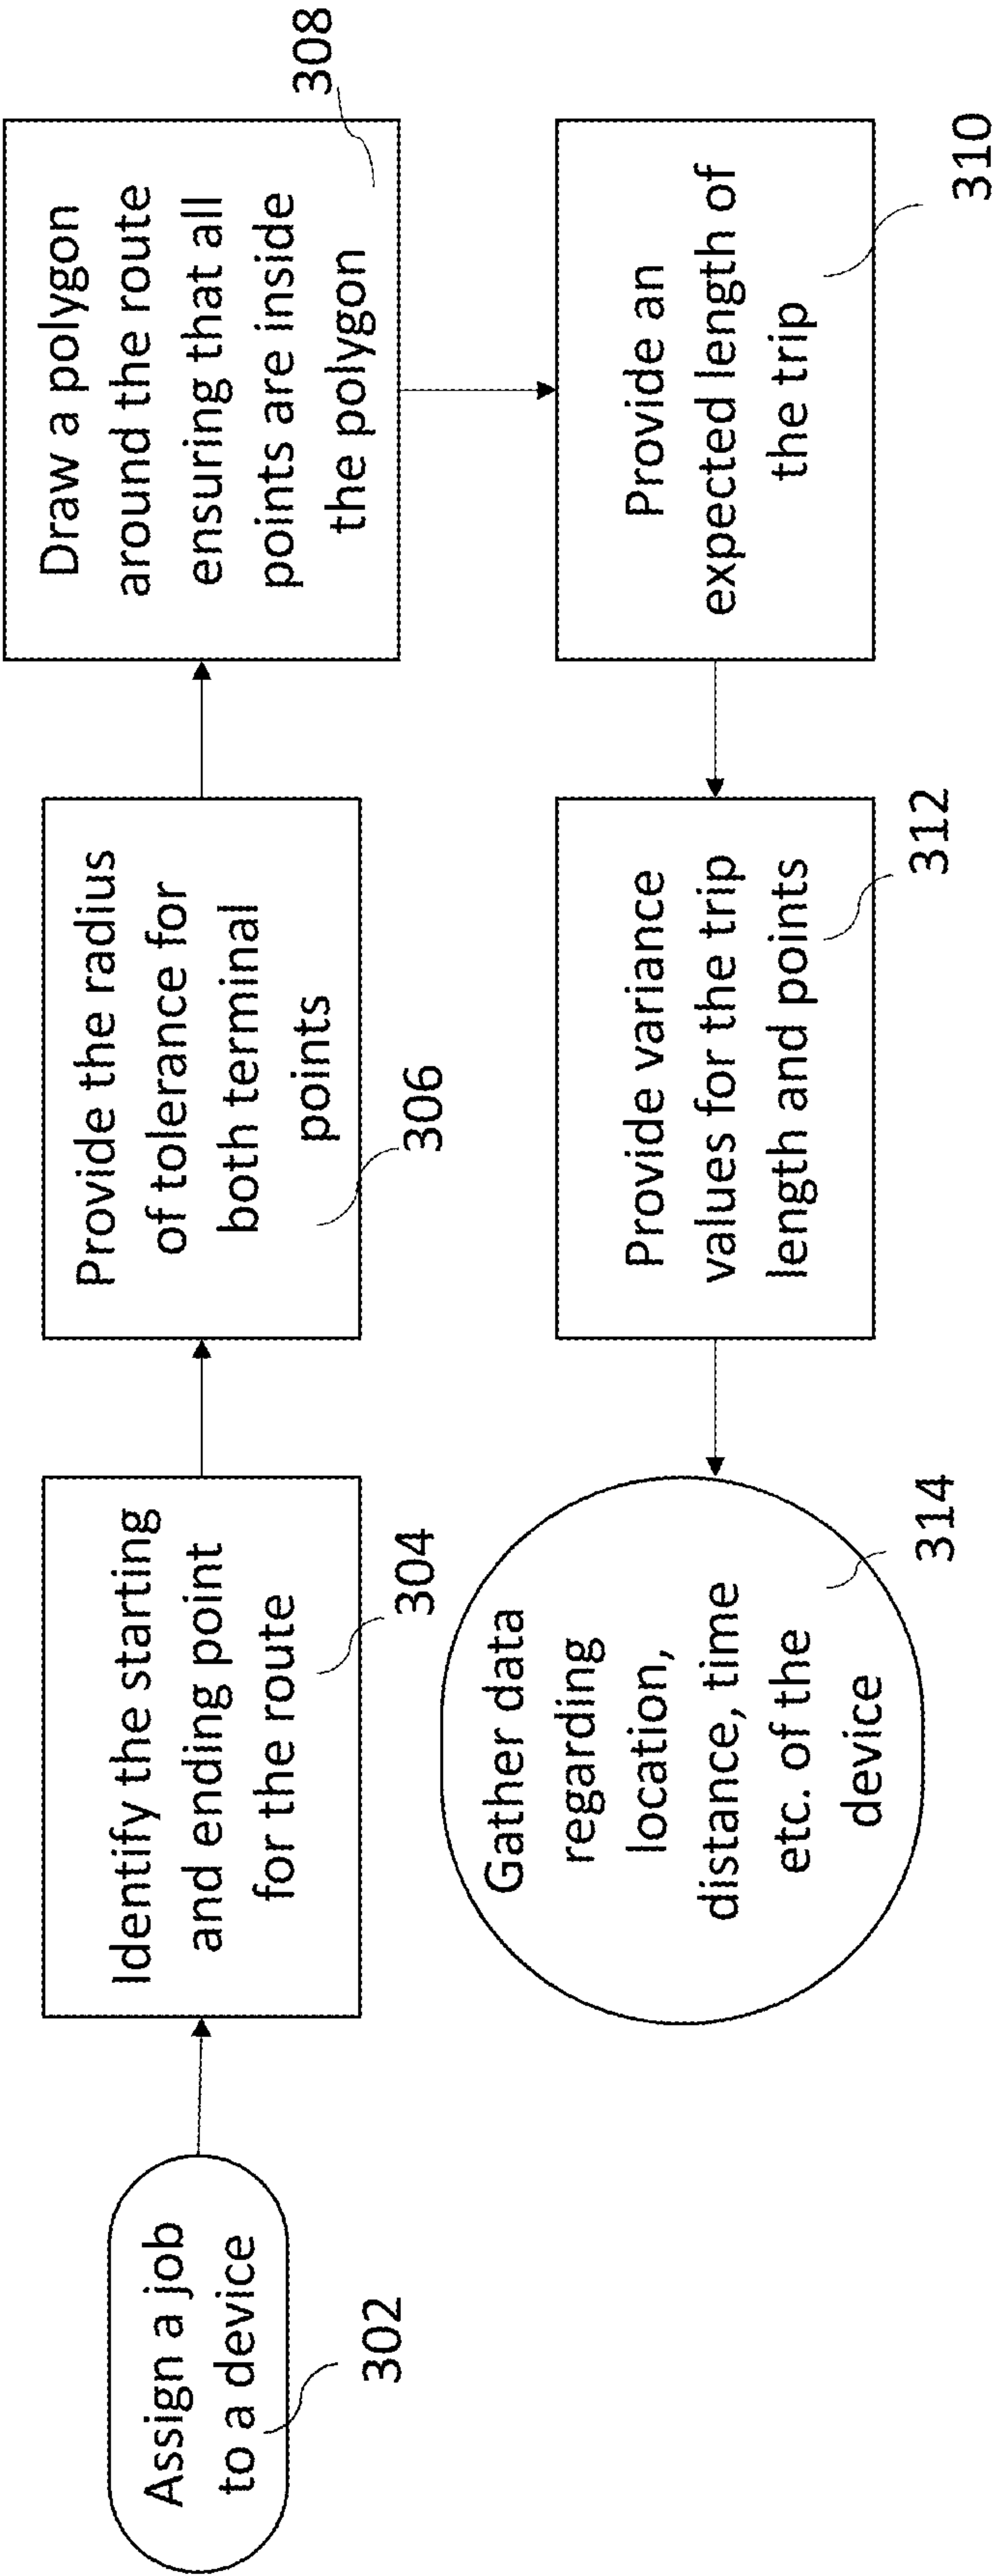 Assign a job
to a device
302
Identify the starting
and ending point
for the route
304
Provide the radius
of tolerance for
both terminal
points
306
Draw a polygon
around the route
ensuring that all
points are inside
the polygon
308
Provide an
expected length of
the trip
310
Provide variance
values for the trip
length and points
312
Gather data
regarding
location,
distance, time
etc. of the
device
314